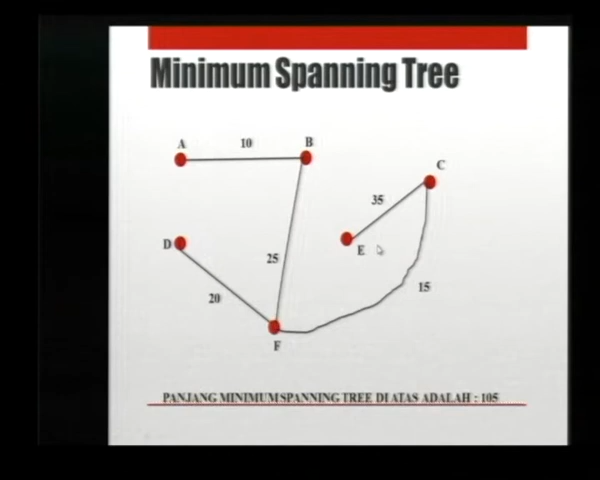 Minimum Spanning Tree
A 10 B
C
35
D
E
25
20
15
F
PANJANG MINIMUM SPANNING TREE DI ATAS ADALAH : 105